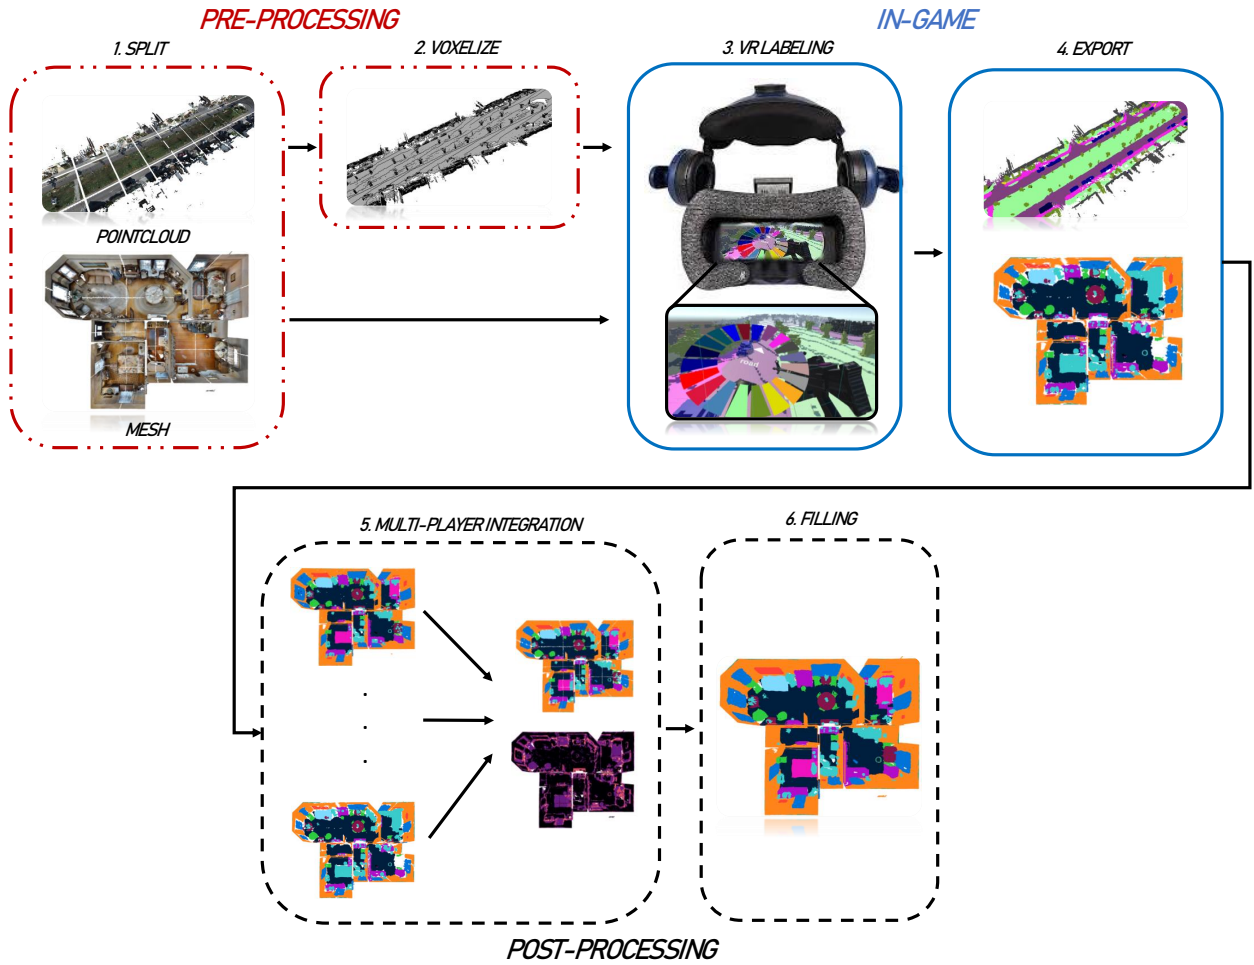 PRE-PROCESSING
IN-GAME
1. SPLIT
2. VOXELIZE
3. VR LABELING
4. EXPORT
POINTCLOUD
road
MESH
5. MULTI-PLAYER INTEGRATION
6. FILLING
POST-PROCESSING